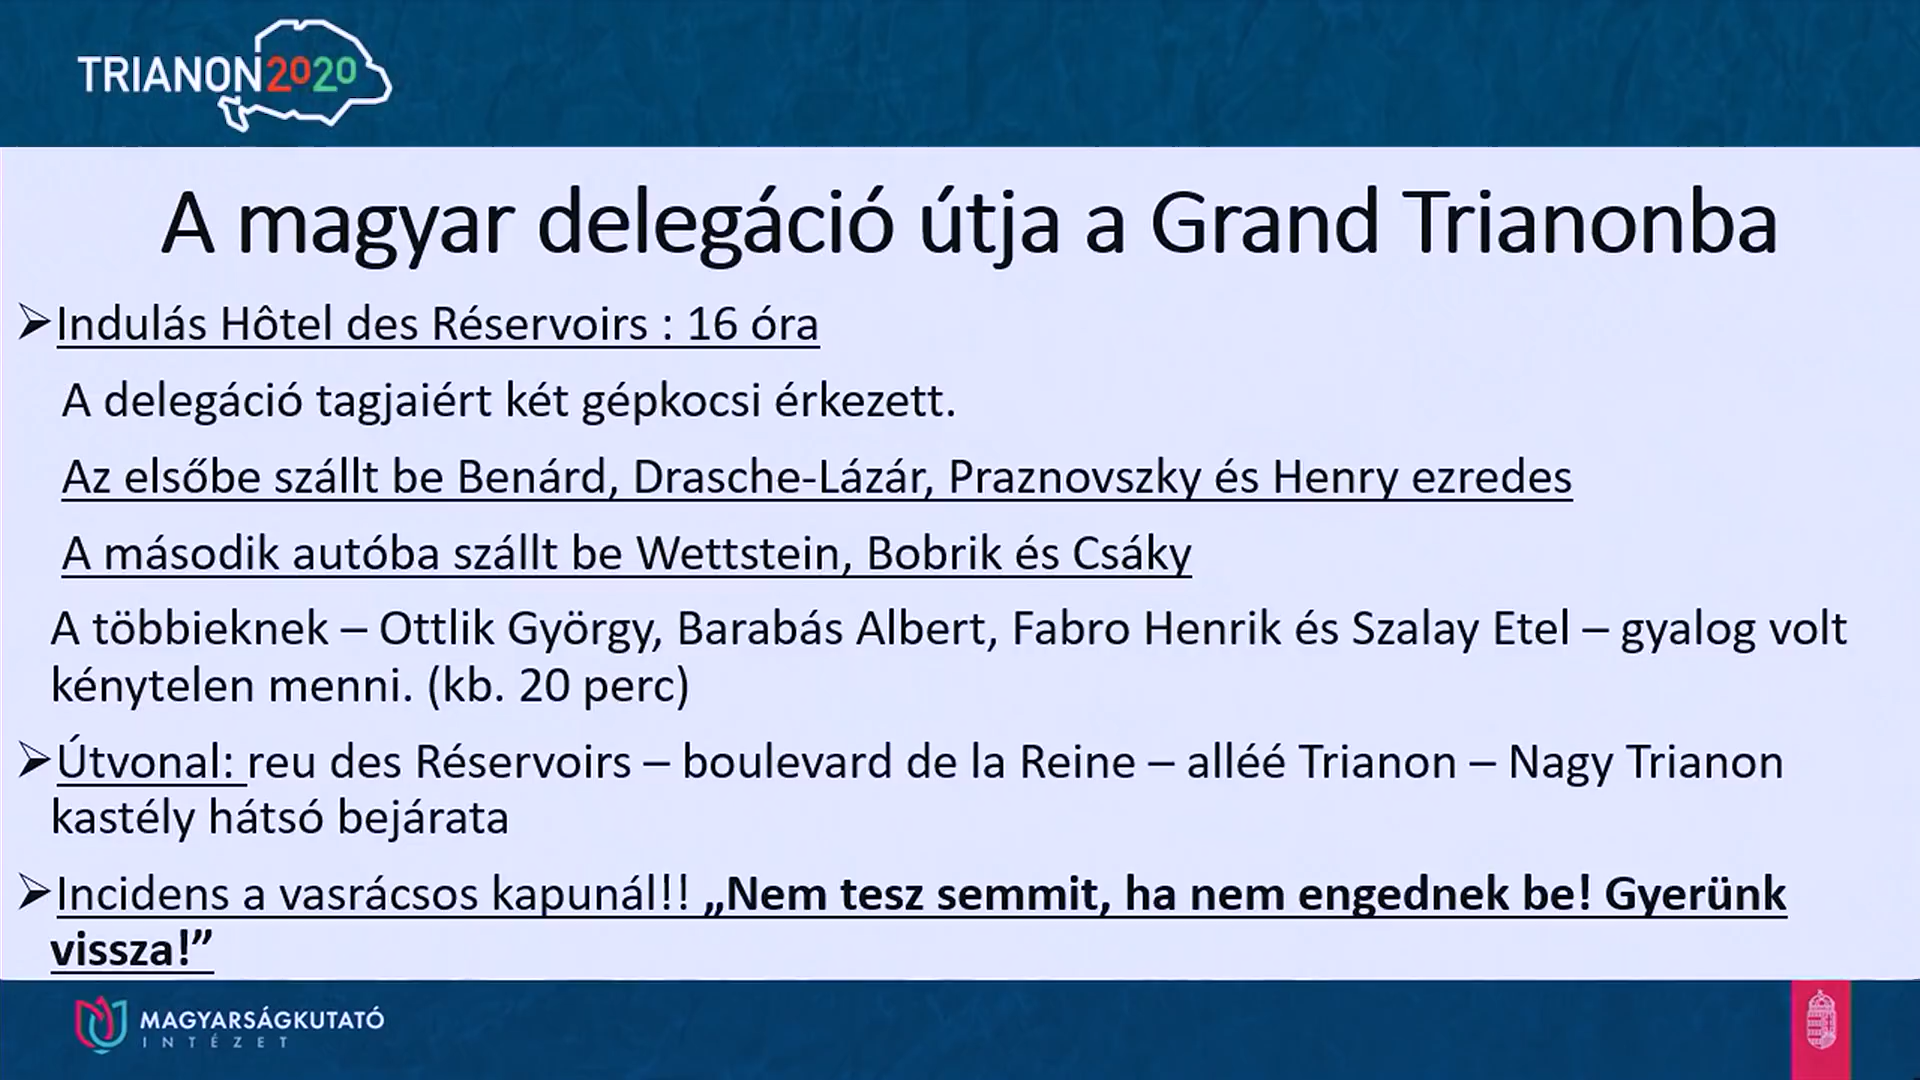 TRIANON2020
A magyar delegáció útja a Grand Trianonba
➢Indulás Hôtel des Réservoirs : 16 óra
A delegáció tagjaiért két gépkocsi érkezett.
Az elsőbe szállt be Benárd, Drasche-Lázár, Praznovszky és Henry ezredes
A második autóba szállt be Wettstein, Bobrik és Csáky
A többieknek – Ottlik György, Barabás Albert, Fabro Henrik és Szalay Etel – gyalog volt
kénytelen menni. (kb. 20 perc)
➢Útvonal: reu des Réservoirs – boulevard de la Reine – alléé Trianon – Nagy Trianon
kastély hátsó bejárata
➢Incidens a vasrácsos kapunál!! „Nem tesz semmit, ha nem engednek be! Gyerünk
vissza!”
MAGYARSÁGKUTATÓ
INTÉZET